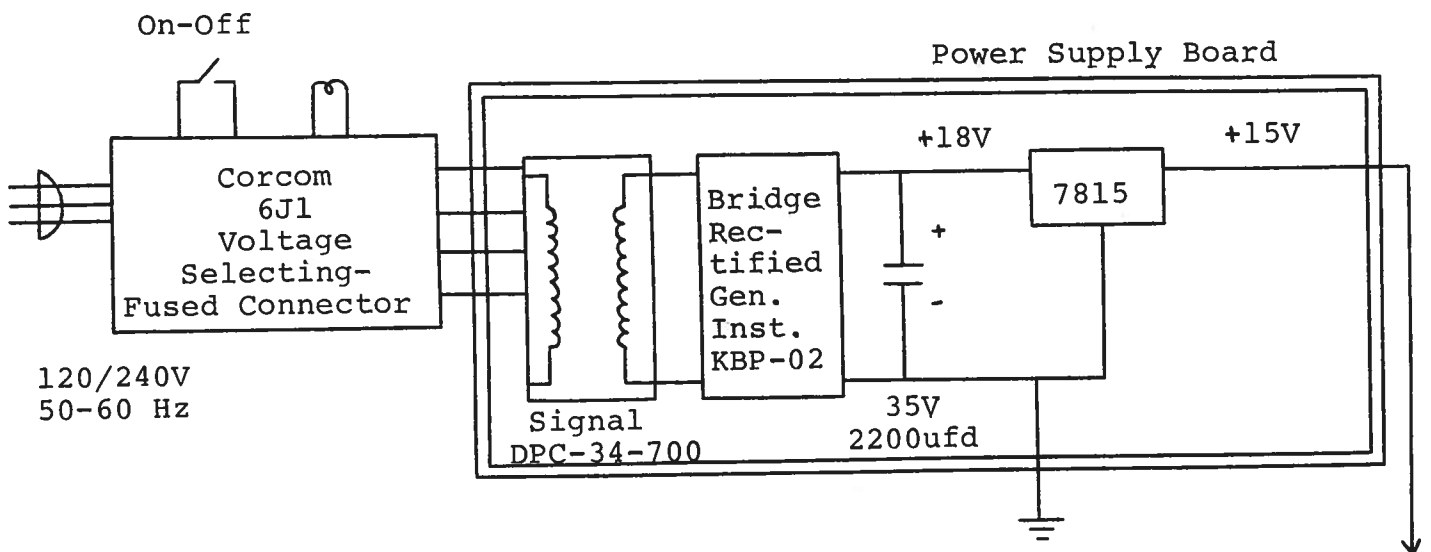 On-Off
Power Supply Board
Corcom
6J1
Voltage
Selecting-
Fused Connector
120/240V
50-60 Hz
Signal
DPC-34-700
Bridge
Rec-
tified
Gen.
Inst.
KBP-02
+18V
+
-
35V
2200ufd
7815
+15V